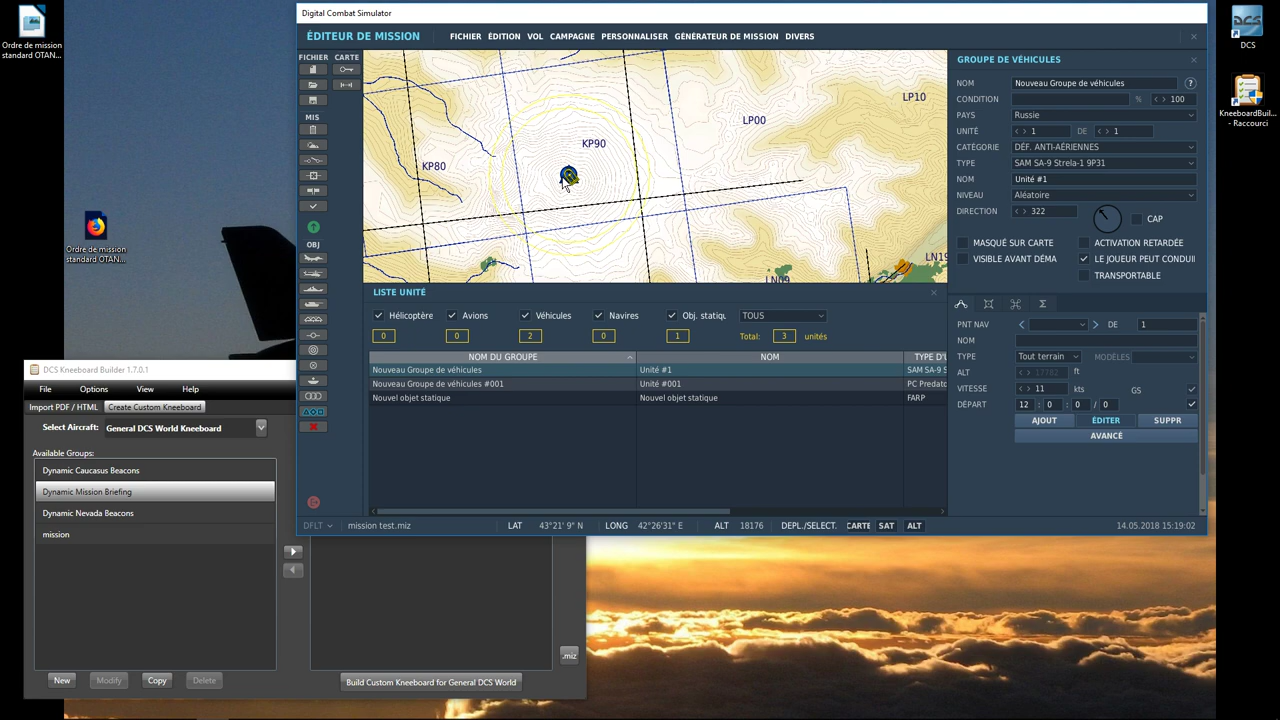 Ordre de mission
standard OTAN...
Ordre de mission
standard OTAN...
DCS
KneeboardBuil...
- Raccourci
Digital Combat Simulator
ÉDITEUR DE MISSION
FICHIER ÉDITION VOL CAMPAGNE PERSONNALISER GÉNÉRATEUR DE MISSION DIVERS
FICHIER CARTE
MIS
OBJ
KP80
KP90
LP00
LP10
LN09
LN19
GROUPE DE VÉHICULES
NOM Nouveau Groupe de véhicules ?
CONDITION % < > 100
PAYS Russie
UNITÉ < > 1 DE < > 1
CATÉGORIE DÉF. ANTI-AÉRIENNES
TYPE SAM SA-9 Strela-1 9P31
NOM Unité #1
NIVEAU Aléatoire
DIRECTION < > 322 CAP
MASQUÉ SUR CARTE ACTIVATION RETARDÉE
VISIBLE AVANT DÉMA LE JOUEUR PEUT CONDUII
TRANSPORTABLE
PNT NAV < > DE 1
NOM
TYPE Tout terrain MODÈLES
ALT < > 17782 ft
VITESSE < > 11 kts GS
DÉPART 12 : 0 : 0 / 0
AJOUT ÉDITER SUPPR
AVANCÉ
LISTE UNITÉ
Hélicoptère Avions Véhicules Navires Obj. statiqu TOUS
0 0 2 0 1 Total: 3 unités
NOM DU GROUPE NOM TYPE D'U
Nouveau Groupe de véhicules Unité #1 SAM SA-9 S
Nouveau Groupe de véhicules #001 Unité #001 PC Predato
Nouvel objet statique Nouvel objet statique FARP
DFLT mission test.miz LAT 43°21' 9" N LONG 42°26'31" E ALT 18176 DEPL./SELECT. CARTE SAT ALT 14.05.2018 15:19:02
DCS Kneeboard Builder 1.7.0.1
File Options View Help
Import PDF / HTML Create Custom Kneeboard
Select Aircraft: General DCS World Kneeboard
Available Groups:
Dynamic Caucasus Beacons
Dynamic Mission Briefing
Dynamic Nevada Beacons
mission
.miz
New Modify Copy Delete
Build Custom Kneeboard for General DCS World